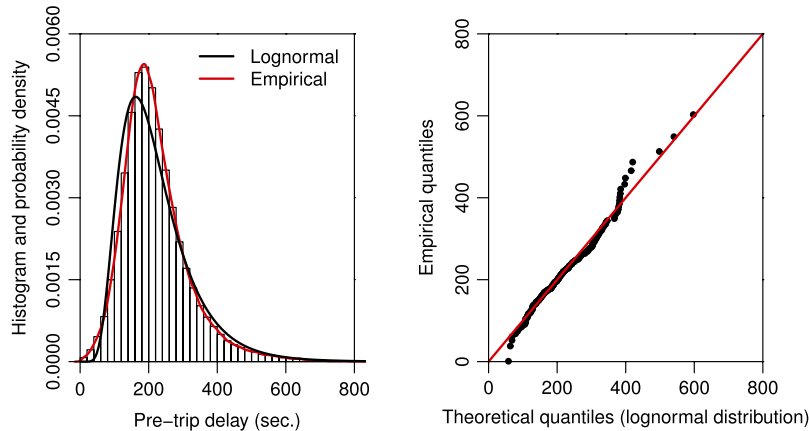 Histogram and probability density
0.0000 0.0015 0.0030 0.0045 0.0060
Lognormal
Empirical
0 200 400 600 800
Pre−trip delay (sec.)
Empirical quantiles
0 200 400 600 800
0 200 400 600 800
Theoretical quantiles (lognormal distribution)